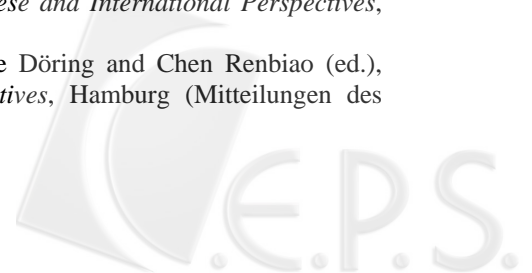 ese and International Perspectives,
e Döring and Chen Renbiao (ed.),
tives, Hamburg (Mitteilungen des
C.E.P.S.